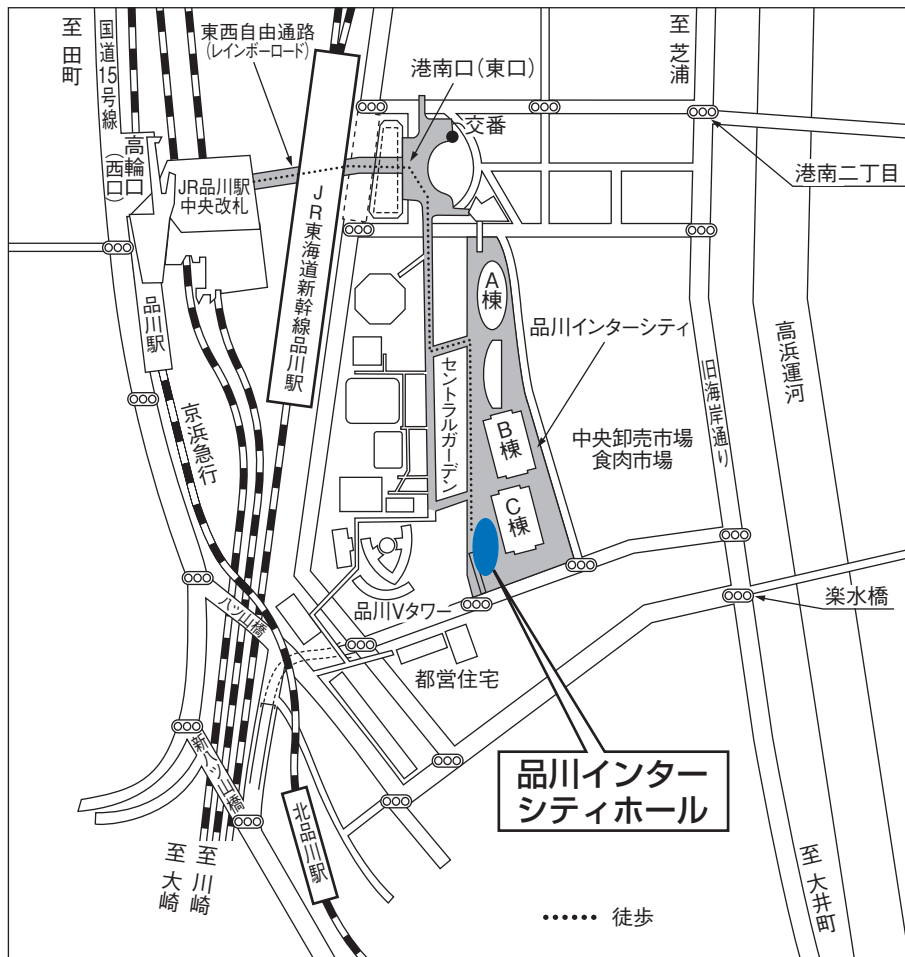 至 田町
国道15号線
東西自由通路
(レインボーロード)
港南口(東口)
至 芝浦
交番
高輪口
(西口)
JR品川駅
中央改札
港南二丁目
JR東海道新幹線品川駅
A棟
品川駅
品川インターシティ
高浜運河
セントラルガーデン
旧海岸通り
京浜急行
B棟
中央卸売市場
食肉市場
C棟
品川Vタワー
楽水橋
八ツ山橋
都営住宅
新八ツ山橋
品川インター
シティホール
北品川駅
至 川崎
至 大崎
至 大井町
徒歩